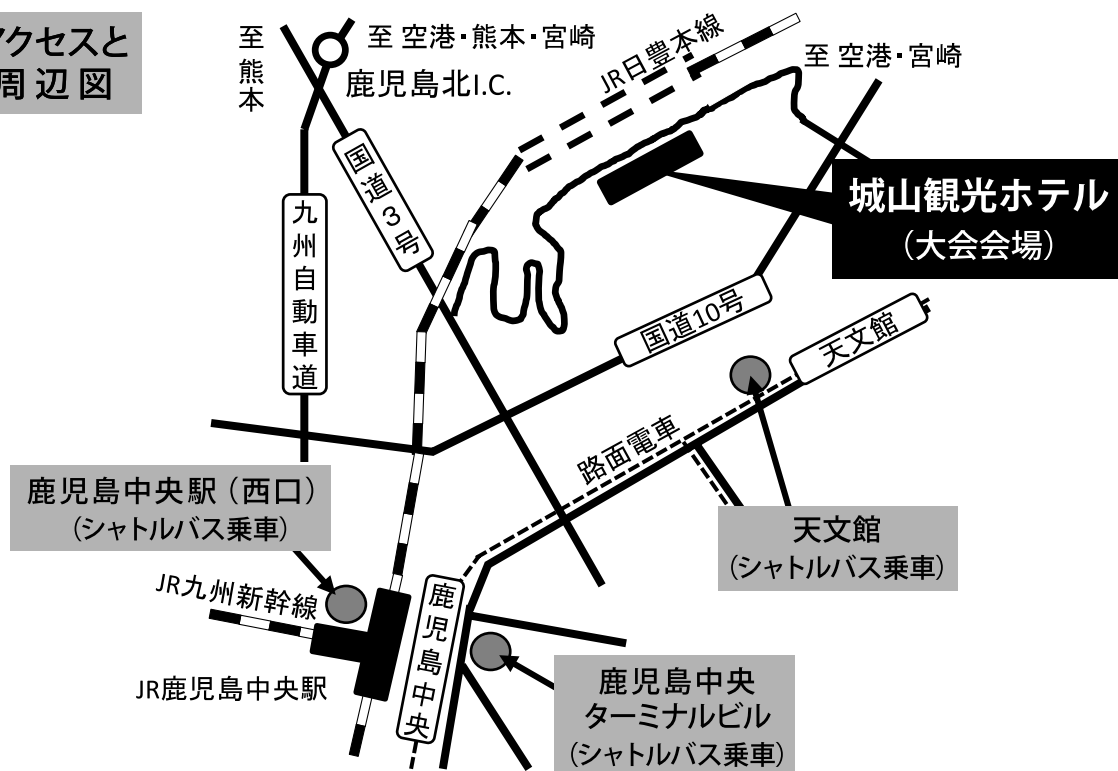 アクセスと
周辺図
至熊本
至 空港・熊本・宮崎
鹿児島北I.C.
JR日豊本線
至 空港・宮崎
国道3号
九州自動車道
城山観光ホテル
（大会会場）
国道10号
天文館
路面電車
鹿児島中央駅（西口）
（シャトルバス乗車）
天文館
（シャトルバス乗車）
JR九州新幹線
鹿児島中央
JR鹿児島中央駅
鹿児島中央
ターミナルビル
（シャトルバス乗車）